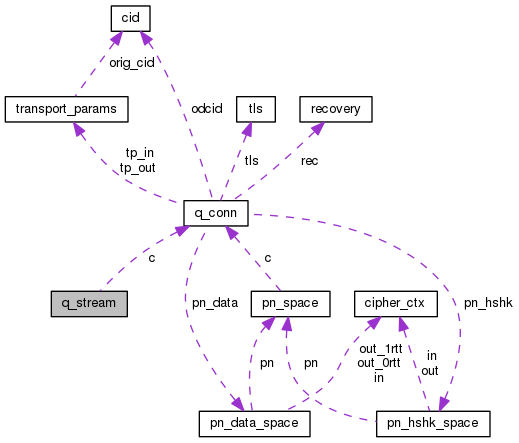 cid
orig_cid
transport_params
odcid
tls
recovery
tp_in
tp_out
tls
rec
q_conn
c
c
q_stream
pn_data
pn_space
cipher_ctx
pn_hshk
pn
out_1rtt
out_0rtt
in
pn
in
out
pn_data_space
pn_hshk_space